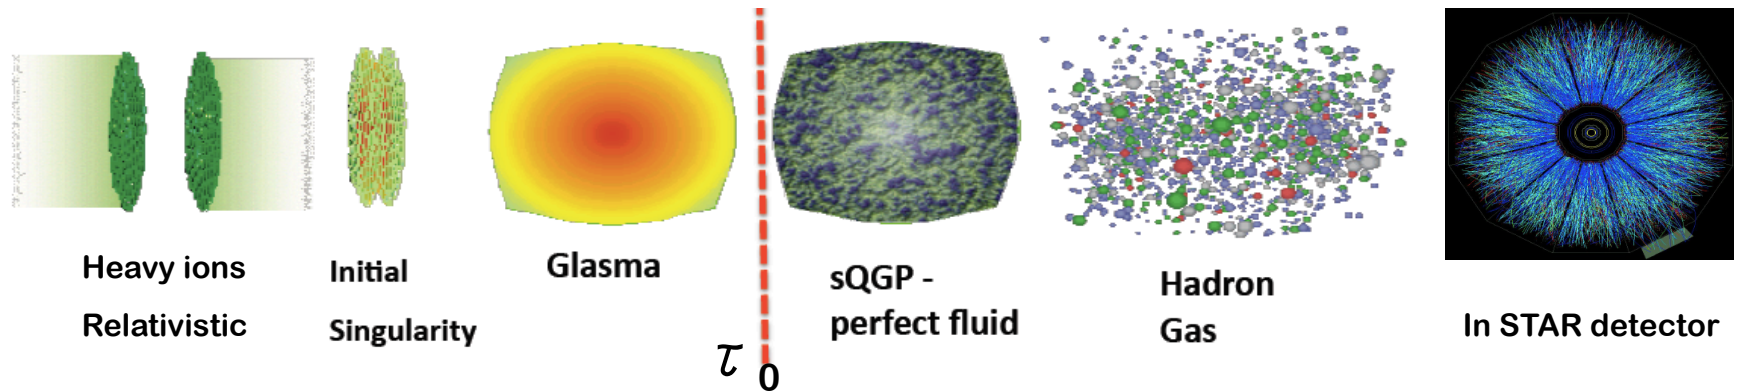 Heavy ions
Relativistic
Initial
Singularity
Glasma
τ
0
sQGP -
perfect fluid
Hadron
Gas
In STAR detector